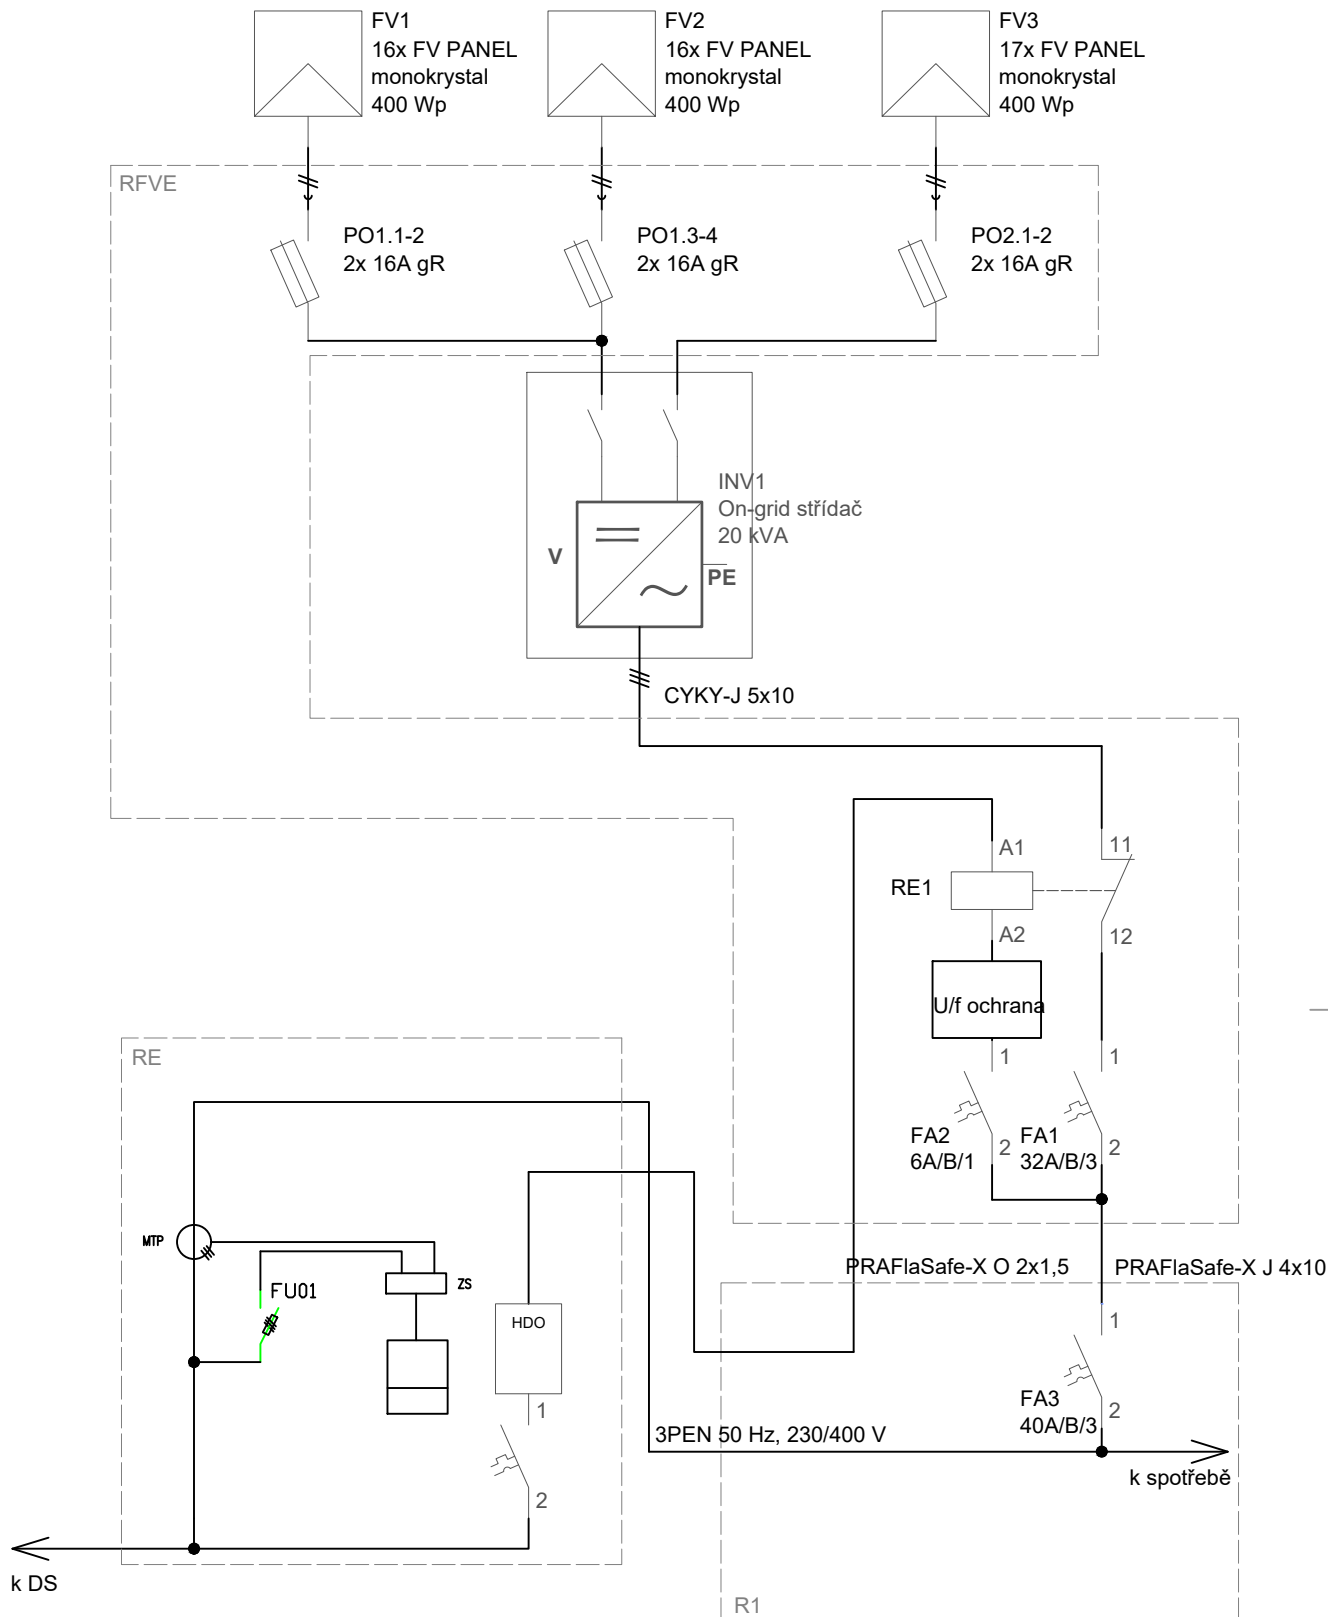 FV1
16x FV PANEL
monokrystal
400 Wp
FV2
16x FV PANEL
monokrystal
400 Wp
FV3
17x FV PANEL
monokrystal
400 Wp
RFVE
PO1.1-2
2x 16A gR
PO1.3-4
2x 16A gR
PO2.1-2
2x 16A gR
INV1
On-grid střídač
20 kVA
V
PE
CYKY-J 5x10
A1
11
RE1
A2
12
U/f ochrana
1
1
FA2
6A/B/1
2
FA1
32A/B/3
2
RE
MTP
FU01
ZS
HDO
1
2
PRAFlaSafe-X O 2x1,5
PRAFlaSafe-X J 4x10
1
FA3
40A/B/3
2
3PEN 50 Hz, 230/400 V
k spotřebě
k DS
R1